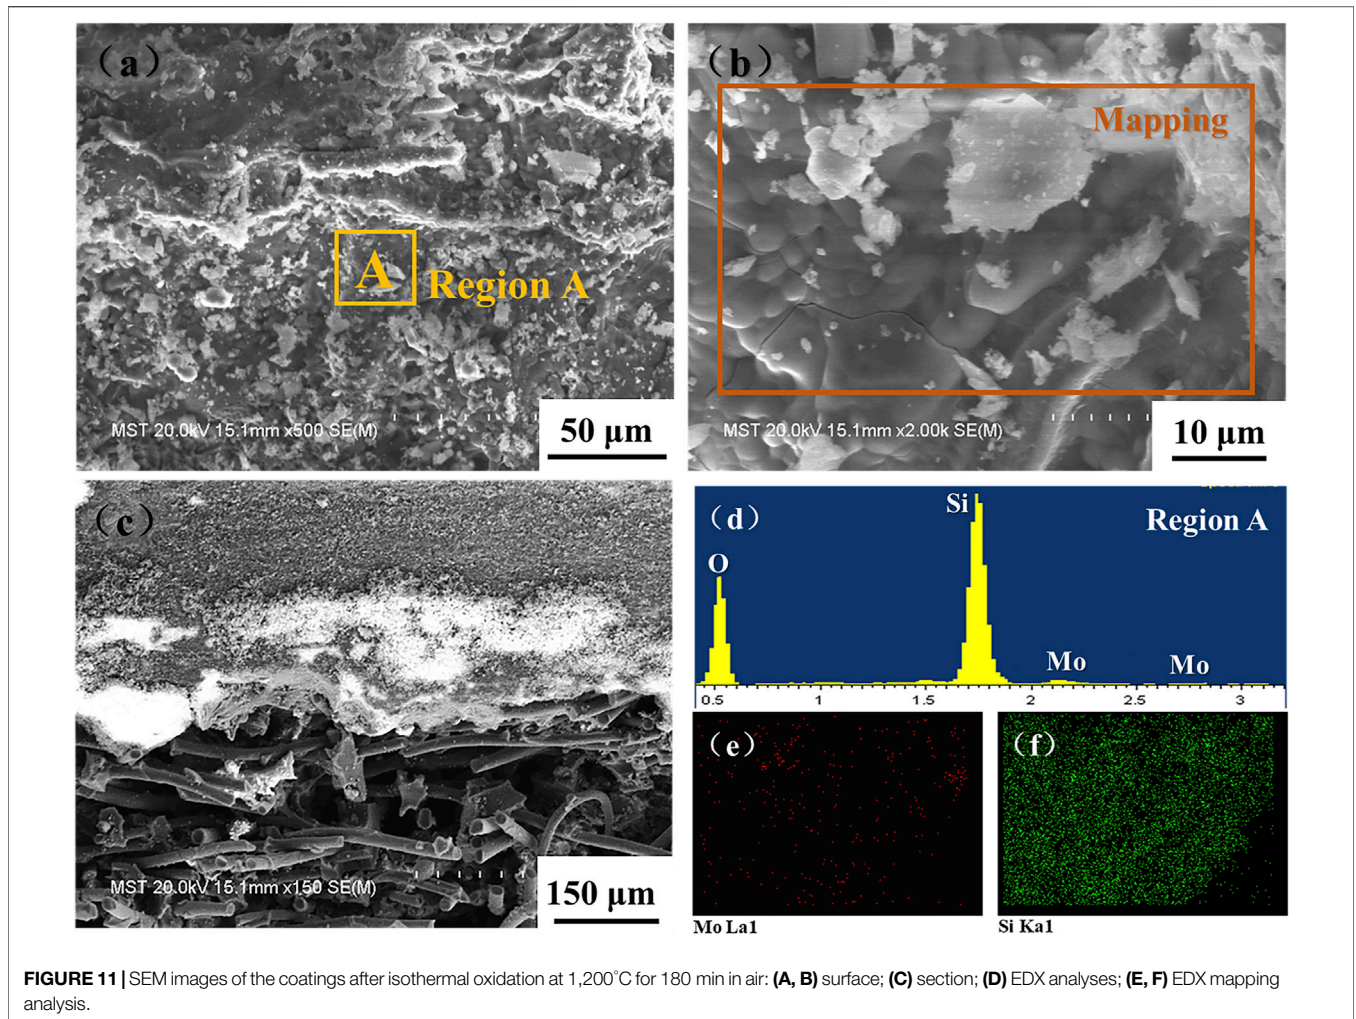 (a)
A
Region A
MST 20.0kV 15.1mm x500 SE(M)
50 µm
(b)
Mapping
MST 20.0kV 15.1mm x2.00k SE(M)
10 µm
(c)
MST 20.0kV 15.1mm x150 SE(M)
150 µm
(d)
Si
Region A
O
Mo
Mo
0.5 1 1.5 2 2.5 3
(e)
Mo La1
(f)
Si Ka1
FIGURE 11 | SEM images of the coatings after isothermal oxidation at 1,200°C for 180 min in air: (A, B) surface; (C) section; (D) EDX analyses; (E, F) EDX mapping
analysis.